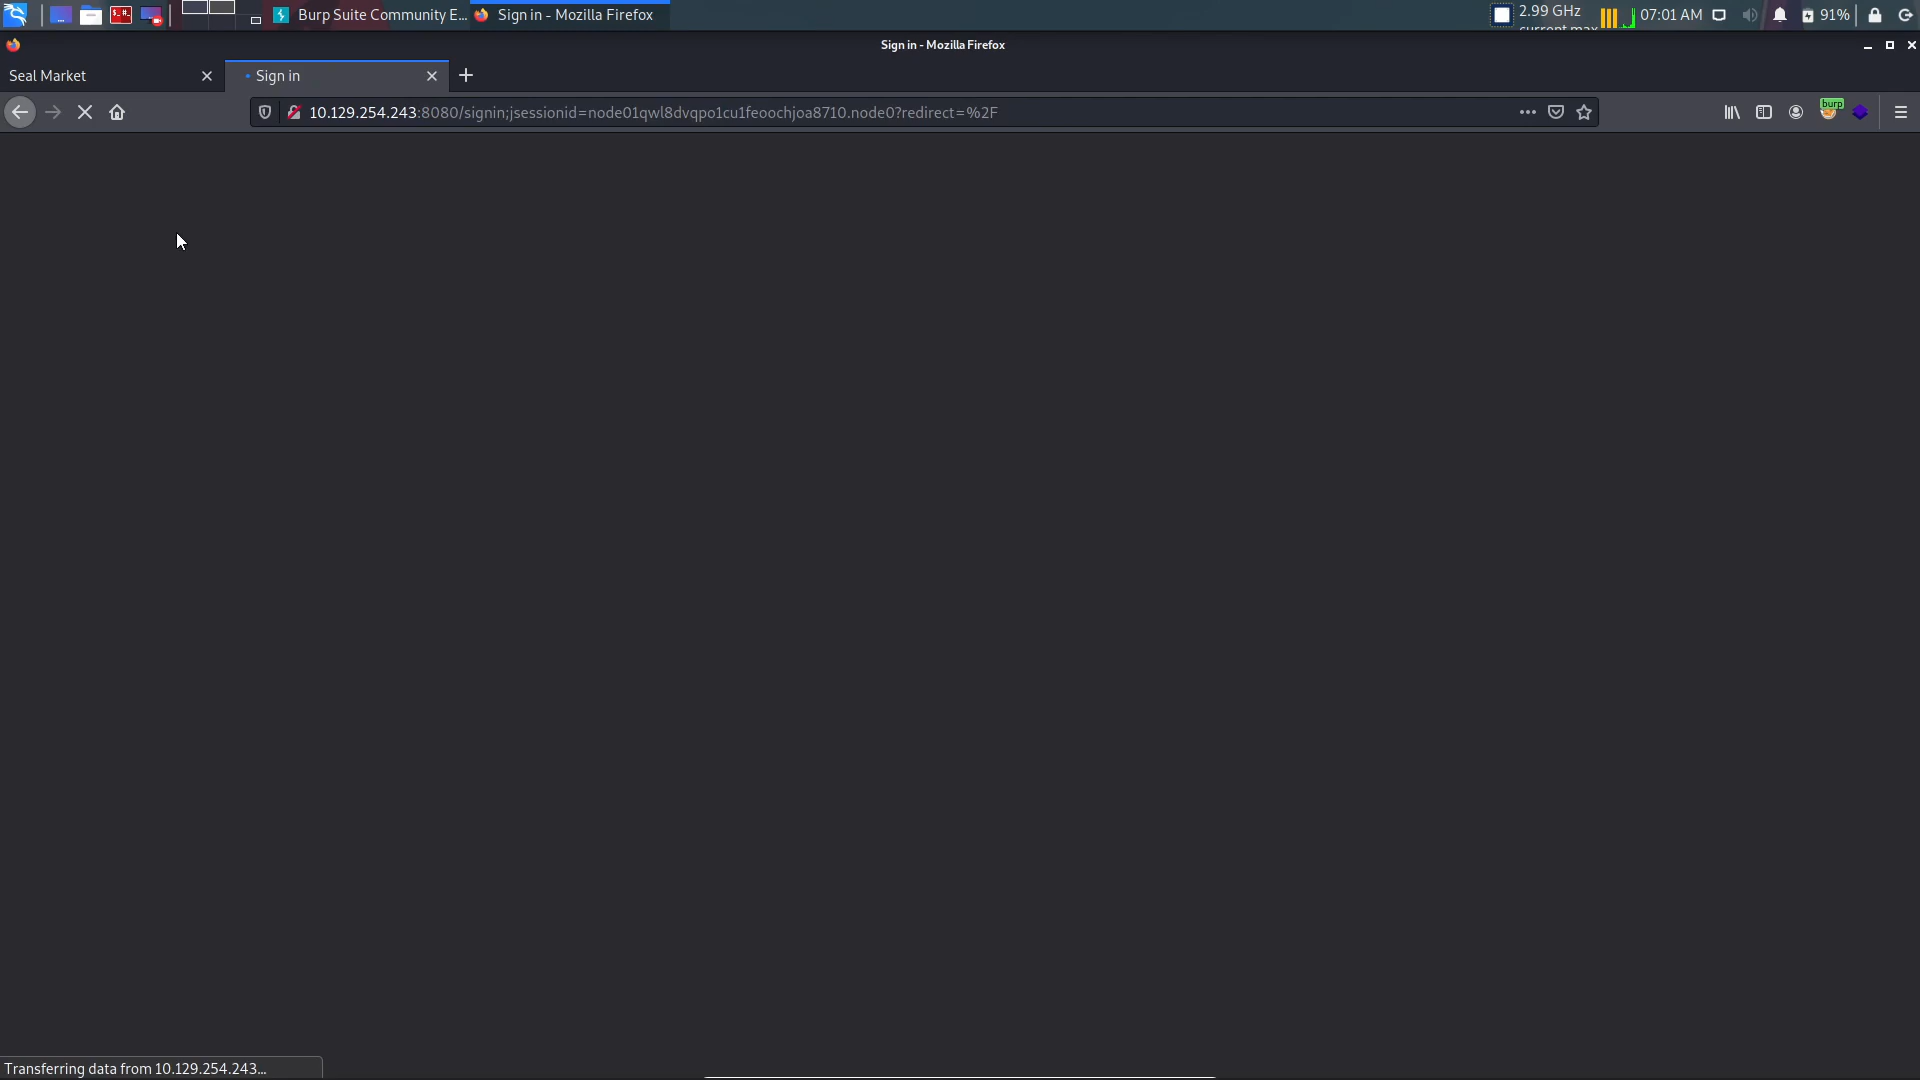 Burp Suite Community E...
Sign in - Mozilla Firefox
2.99 GHz
current max
07:01 AM
91%
Sign in - Mozilla Firefox
Seal Market
Sign in
10.129.254.243:8080/signin;jsessionid=node01qwl8dvqpo1cu1feoochjoa8710.node0?redirect=%2F
burp
Transferring data from 10.129.254.243...